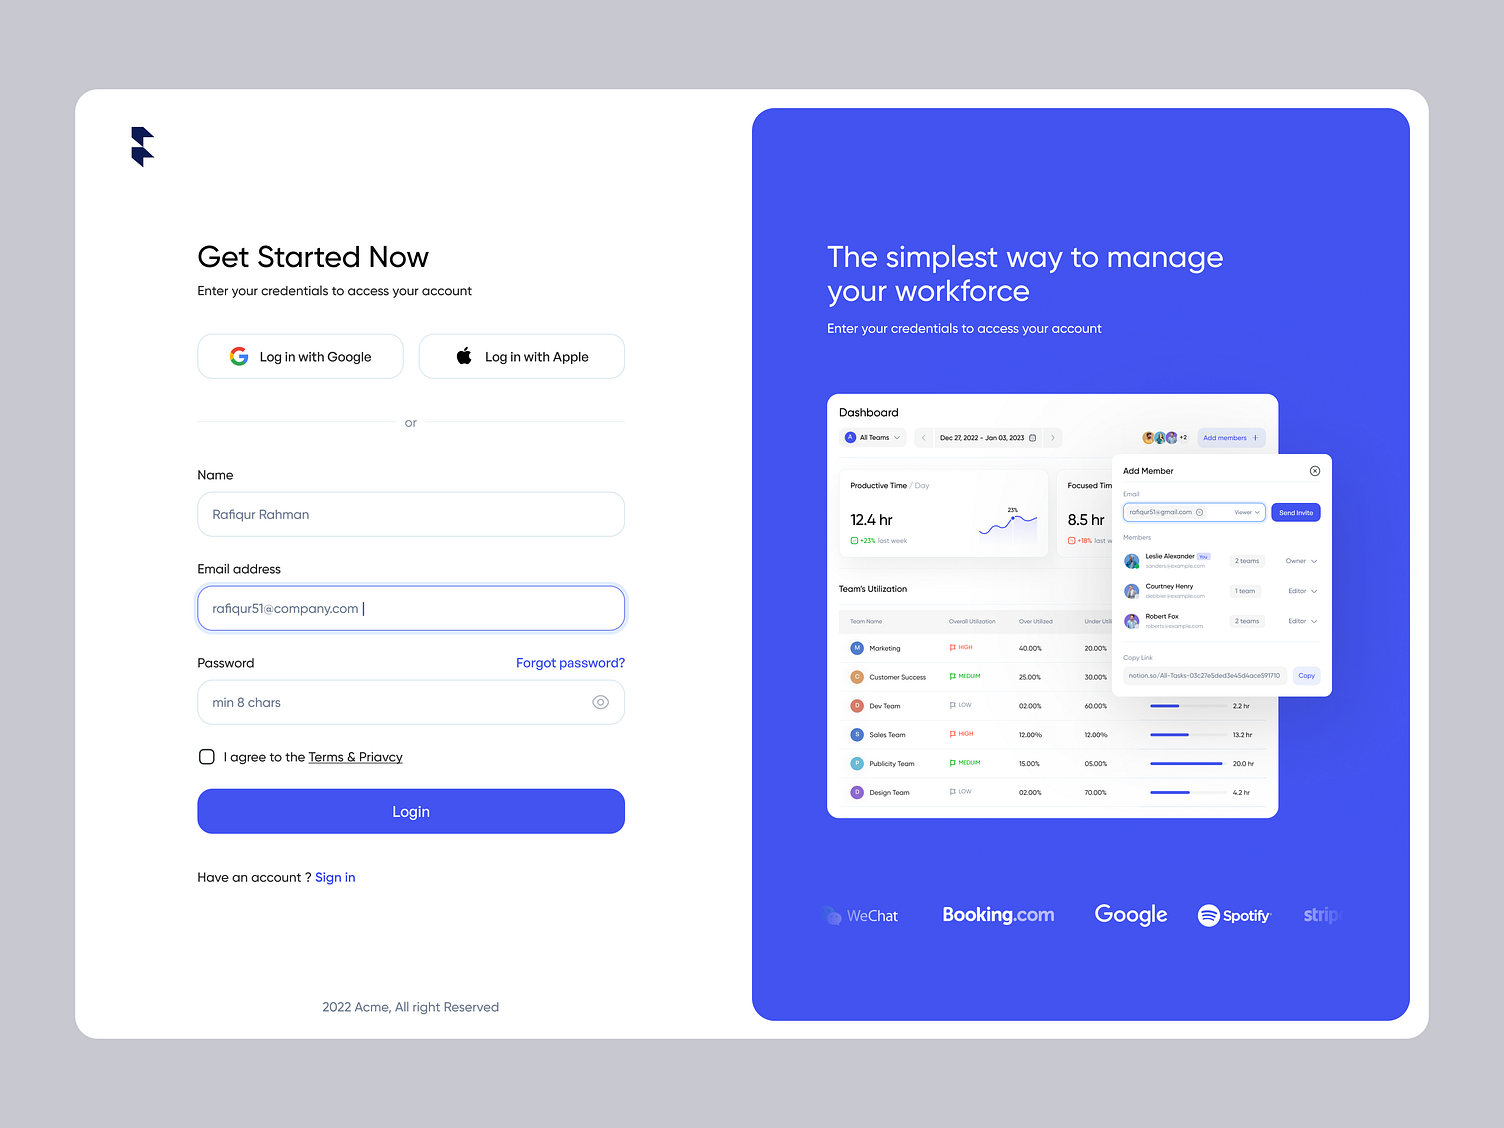 Get Started Now
Enter your credentials to access your account
Log in with Google
Log in with Apple
or
Name
Rafiqur Rahman
Email address
rafiqur51@company.com
Password
Forgot password?
min 8 chars
I agree to the Terms & Priavcy
Login
Have an account ? Sign in
2022 Acme, All right Reserved
The simplest way to manage
your workforce
Enter your credentials to access your account
Dashboard
A All Teams
Dec 27, 2022 - Jan 03, 2023
+2
Add members +
Productive Time / Day
12.4 hr
+23% last week
23%
Focused Tim
8.5 hr
+18% last w
Team's Utilization
Team Name Overall Utilization Over Utilized Under Utili
M Marketing HIGH 40.00% 20.00%
C Customer Success MEDIUM 25.00% 30.00%
D Dev Team LOW 02.00% 60.00% 2.2 hr
S Sales Team HIGH 12.00% 12.00% 13.2 hr
P Publicity Team MEDIUM 15.00% 05.00% 20.0 hr
D Design Team LOW 02.00% 70.00% 4.2 hr
Add Member
Email
rafiqur51@gmail.com
Viewer
Send Invite
Members
Leslie Alexander You
sanders@example.com
2 teams
Owner
Courtney Henry
1 team
Editor
Robert Fox
roberts@example.com
2 teams
Editor
Copy Link
notion.so/All-Tasks-03c27e5ded3e45d4ace591710
Copy
WeChat
Booking.com
Google
Spotify
strip